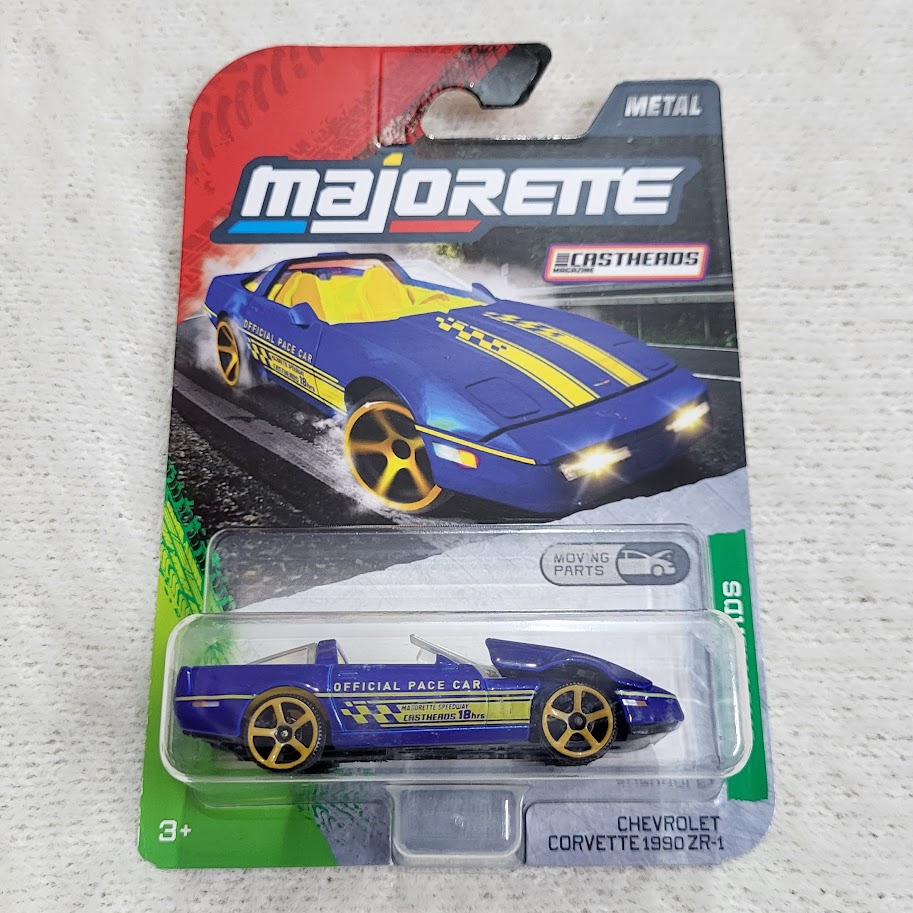 METAL
majorette
CASTHEADS
MAGAZINE
OFFICIAL PACE CAR
CASTHEADS 18hrs
MOVING
PARTS
OFFICIAL PACE CAR
MAJORETTE SPEEDWAY
CASTHEADS 18hrs
3+
CHEVROLET
CORVETTE 1990 ZR-1